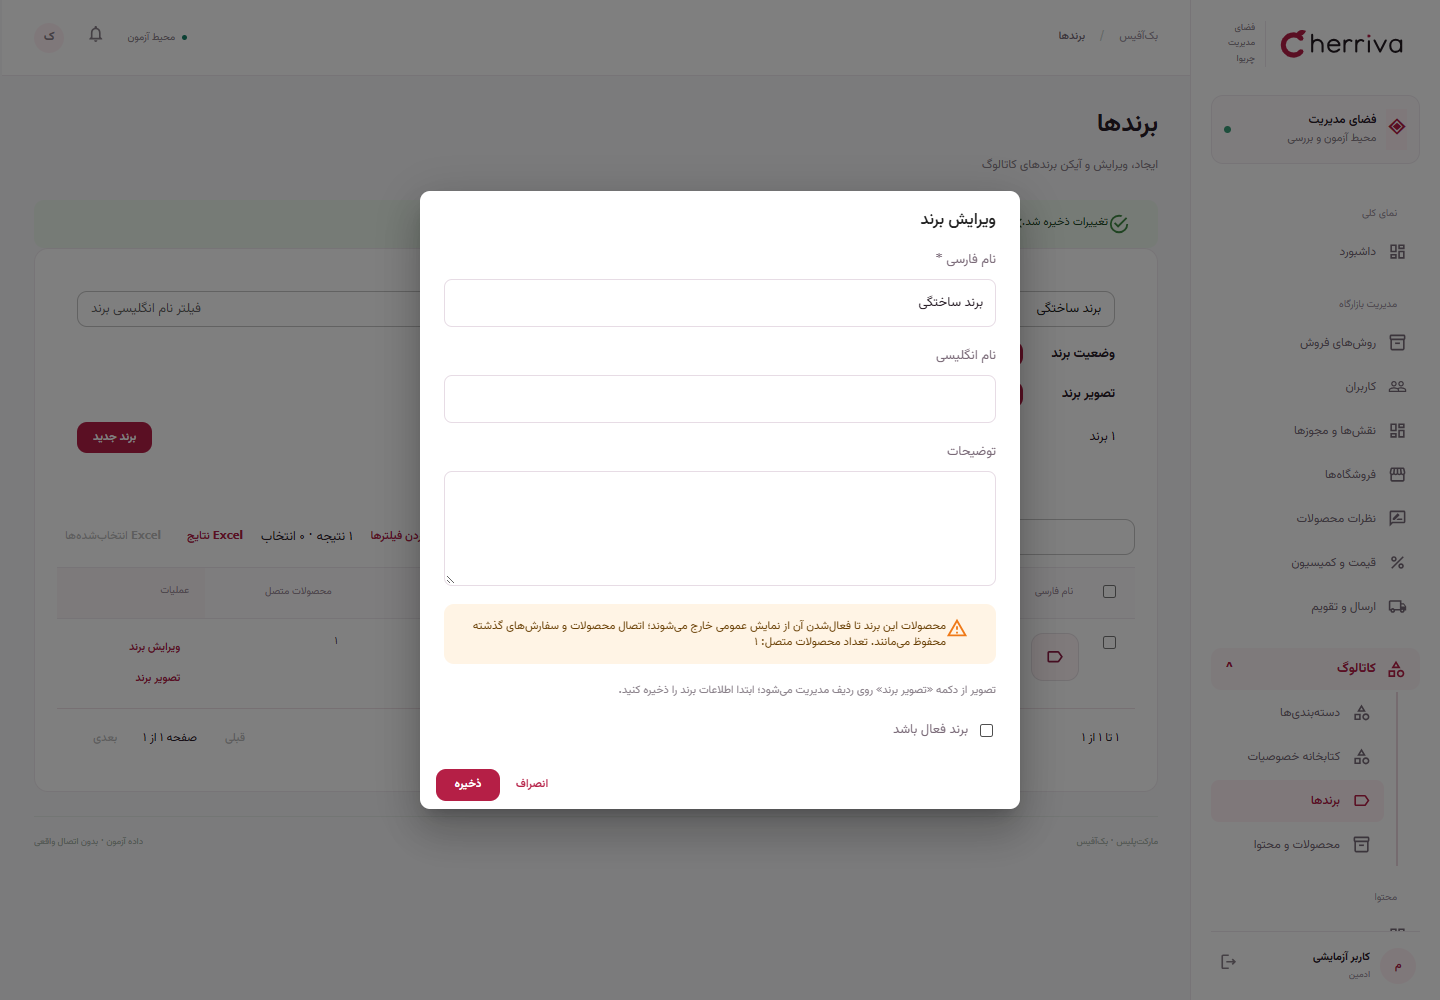 Cherriva
فضای
مدیریت
چریوا
فضای مدیریت
محیط آزمون و بررسی
نمای کلی
داشبورد
مدیریت بازارگاه
روش‌های فروش
کاربران
نقش‌ها و مجوزها
فروشگاه‌ها
نظرات محصولات
قیمت و کمیسیون
ارسال و تقویم
کاتالوگ
دسته‌بندی‌ها
کتابخانه خصوصیات
برندها
محصولات و محتوا
محتوا
م
کاربر آزمایشی
ادمین
بک‌آفیس / برندها
محیط آزمون
ک
برندها
ایجاد، ویرایش و آیکن برندهای کاتالوگ
تغییرات ذخیره شد.
برند ساختگی
فیلتر نام انگلیسی برند
وضعیت برند
تصویر برند
۱ برند
برند جدید
۱ نتیجه · ۰ انتخاب
Excel نتایج
Excel انتخاب‌شده‌ها
نام فارسی
محصولات متصل
عملیات
۱
ویرایش برند
تصویر برند
۱ تا ۱ از ۱
قبلی
صفحه ۱ از ۱
بعدی
مارکت‌پلیس · بک‌آفیس
داده آزمون · بدون اتصال واقعی
ویرایش برند
نام فارسی *
برند ساختگی
نام انگلیسی
توضیحات
محصولات این برند تا فعال‌شدن آن از نمایش عمومی خارج می‌شوند؛ اتصال محصولات و سفارش‌های گذشته
محفوظ می‌مانند. تعداد محصولات متصل: ۱
تصویر از دکمه «تصویر برند» روی ردیف مدیریت می‌شود؛ ابتدا اطلاعات برند را ذخیره کنید.
برند فعال باشد
انصراف
ذخیره